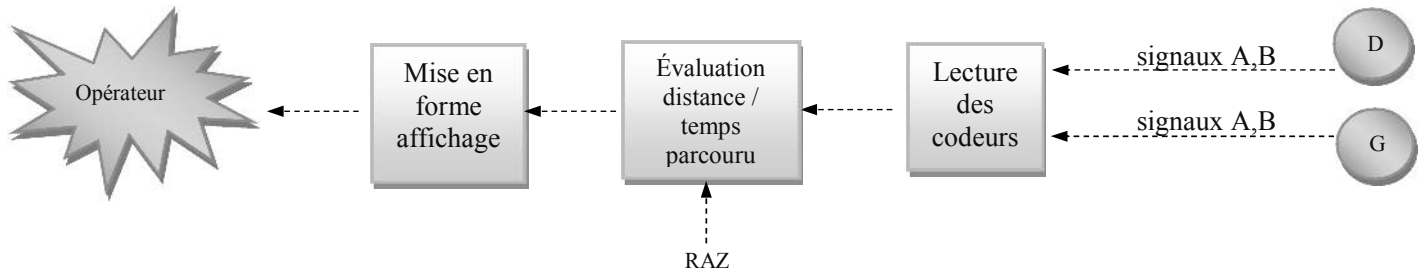 Opérateur
Mise en
forme
affichage
Évaluation
distance /
temps
parcouru
RAZ
Lecture
des
codeurs
signaux A,B
signaux A,B
D
G